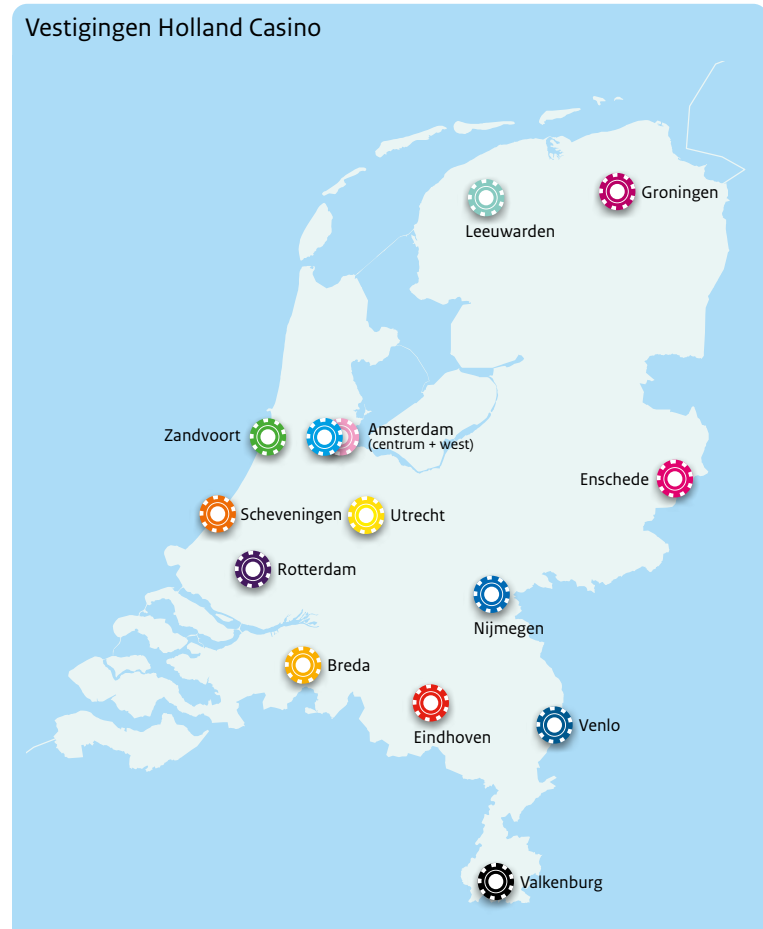 Vestigingen Holland Casino
Groningen
Leeuwarden
Zandvoort
Amsterdam
(centrum + west)
Enschede
Scheveningen
Utrecht
Rotterdam
Nijmegen
Breda
Eindhoven
Venlo
Valkenburg